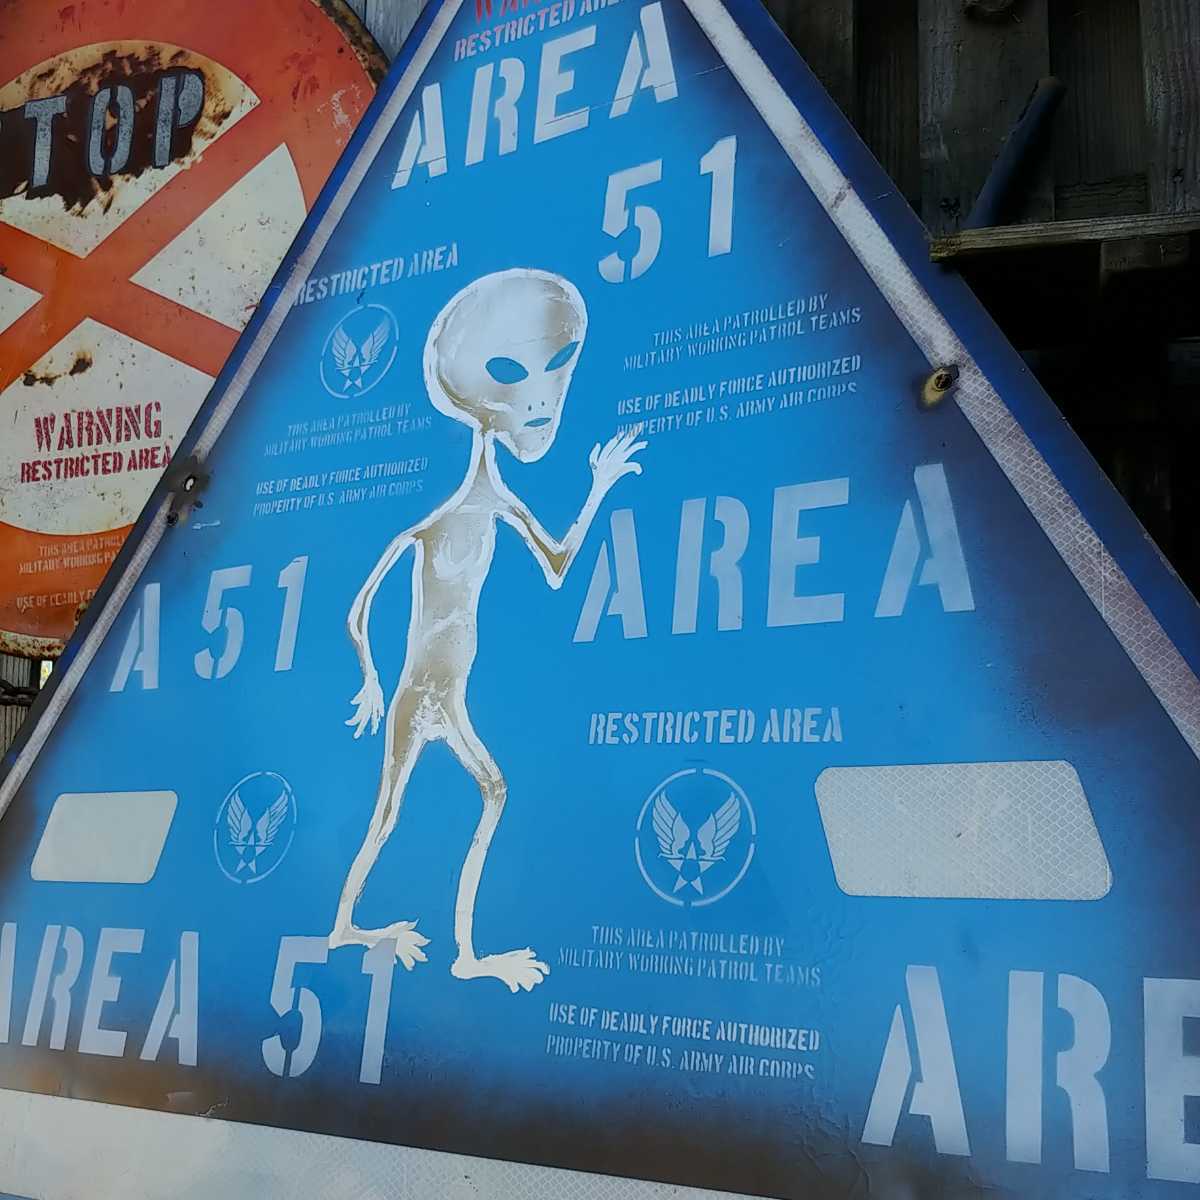 TOP
WARNING
RESTRICTED AREA
RESTRICTED AREA
AREA
51
RESTRICTED AREA
THIS AREA PATROLLED BY
MILITARY WORKING PATROL TEAMS
USE OF DEADLY FORCE AUTHORIZED
PROPERTY OF U.S. ARMY AIR CORPS
THIS AREA PATROLLED BY
MILITARY WORKING PATROL TEAMS
USE OF DEADLY FORCE AUTHORIZED
PROPERTY OF U.S. ARMY AIR CORPS
A 51
AREA
RESTRICTED AREA
THIS AREA PATROLLED BY
MILITARY WORKING PATROL TEAMS
USE OF DEADLY FORCE AUTHORIZED
PROPERTY OF U.S. ARMY AIR CORPS
AREA 51
ARE